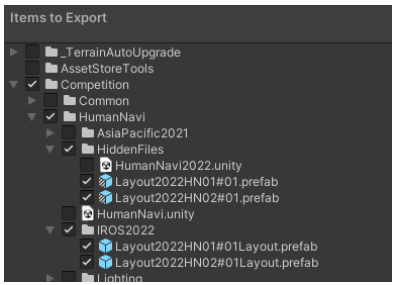 Items to Export
_TerrainAutoUpgrade
AssetStoreTools
Competition
Common
HumanNavi
AsiaPacific2021
HiddenFiles
HumanNavi2022.unity
Layout2022HN01#01.prefab
Layout2022HN02#01.prefab
HumanNavi.unity
IROS2022
Layout2022HN01#01Layout.prefab
Layout2022HN02#01Layout.prefab
Lighting